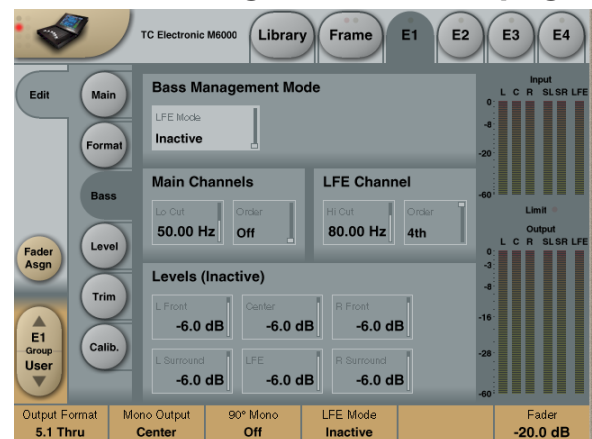 TC Electronic M6000
Library
Frame
E1
E2
E3
E4
Edit
Main
Format
Bass
Level
Trim
Calib.
Fader
Asgn
E1
Group
User
Bass Management Mode
LFE Mode
Inactive
Main Channels
Lo Cut
50.00 Hz
Order
Off
LFE Channel
Hi Cut
80.00 Hz
Order
4th
Levels (Inactive)
L Front
-6.0 dB
Center
-6.0 dB
R Front
-6.0 dB
L Surround
-6.0 dB
LFE
-6.0 dB
R Surround
-6.0 dB
Input
L C R SL SR LFE
0
-8
-20
-60
Limit
Output
L C R SL SR LFE
0
-3
-8
-16
-28
-60
Output Format
5.1 Thru
Mono Output
Center
90° Mono
Off
LFE Mode
Inactive
Fader
-20.0 dB